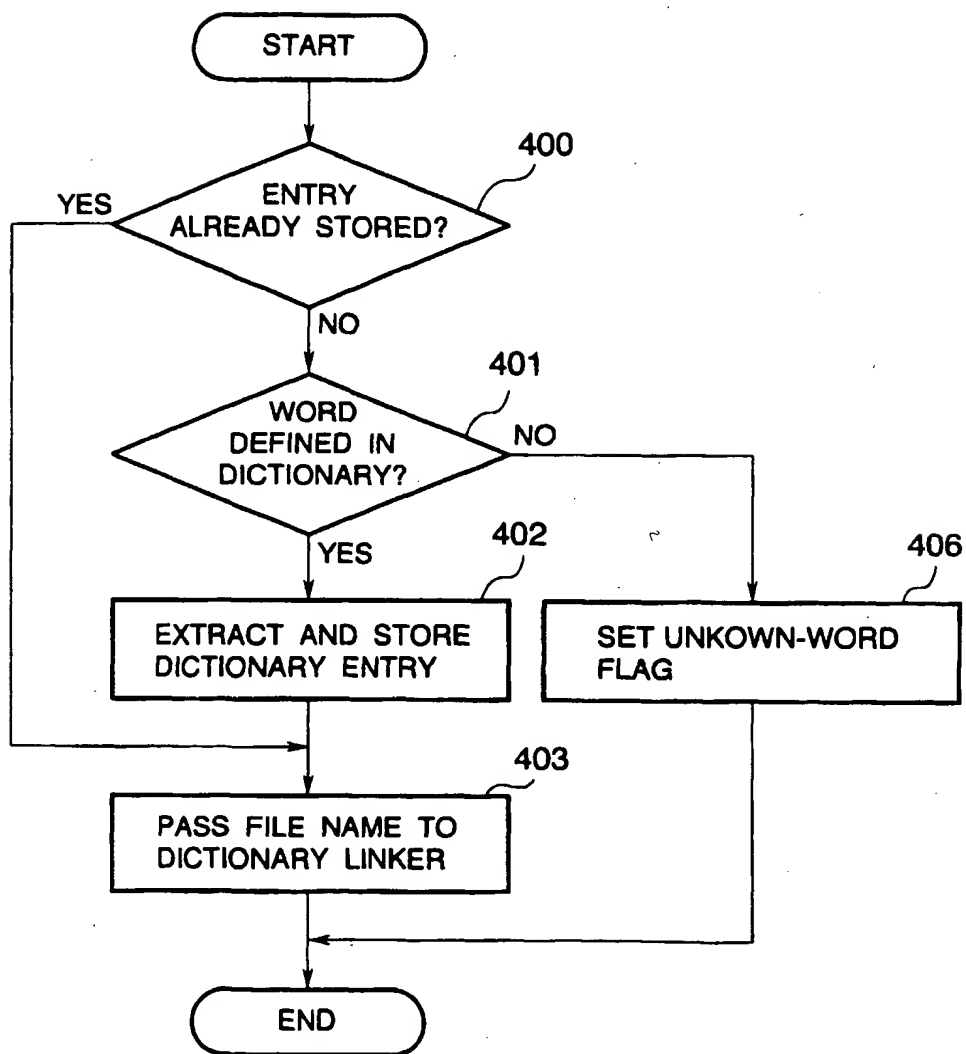 START
400
YES
ENTRY
ALREADY STORED?
NO
401
WORD
DEFINED IN
DICTIONARY?
NO
YES
402
406
EXTRACT AND STORE
DICTIONARY ENTRY
SET UNKOWN-WORD
FLAG
403
PASS FILE NAME TO
DICTIONARY LINKER
END